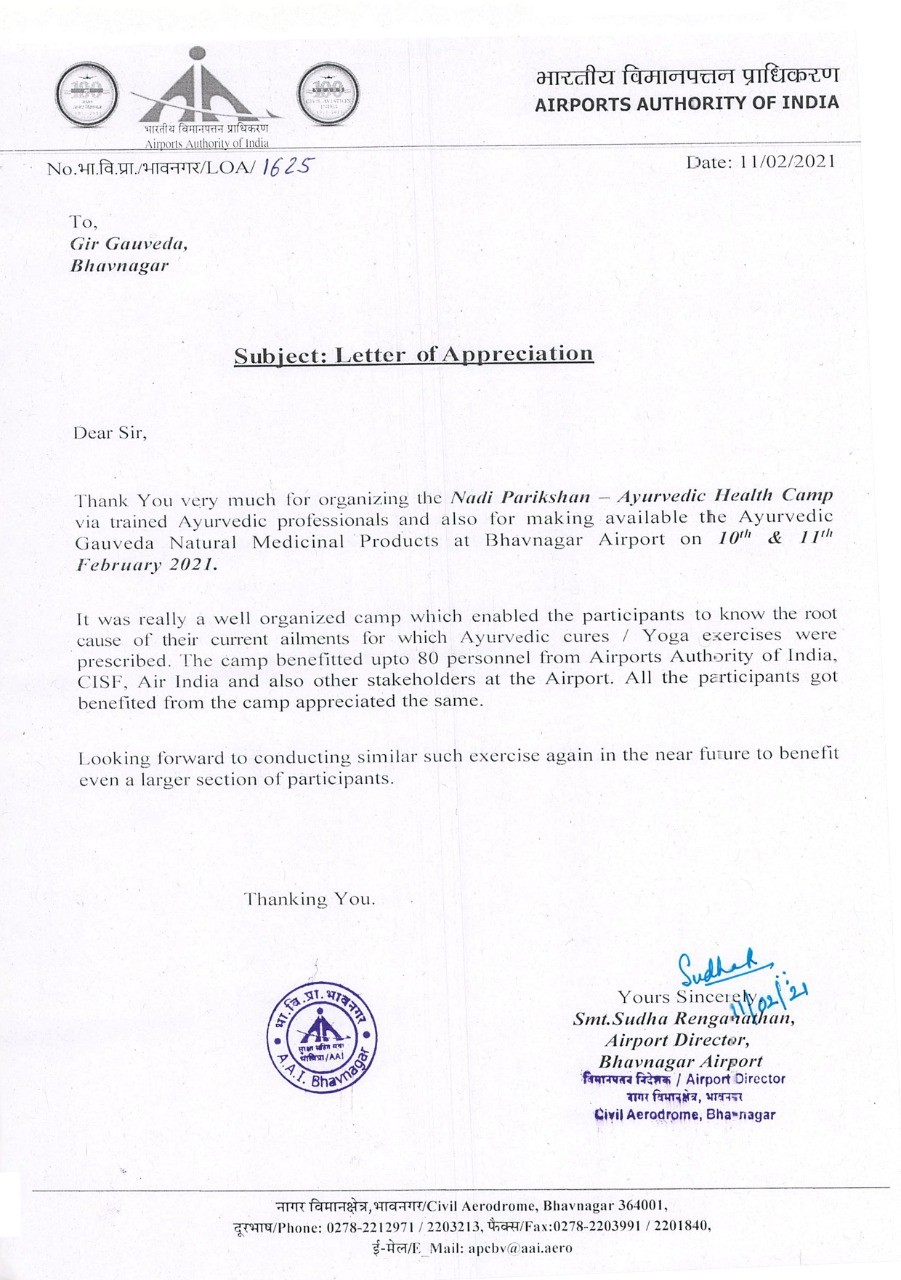 भारतीय विमानपत्तन प्राधिकरण
AIRPORTS AUTHORITY OF INDIA
भारतीय विमानपत्तन प्राधिकरण
Airports Authority of India
No.भा.वि.प्रा./भावनगर/LOA/ 1625
Date: 11/02/2021
To,
Gir Gauveda,
Bhavnagar
Subject: Letter of Appreciation
Dear Sir,
Thank You very much for organizing the Nadi Parikshan – Ayurvedic Health Camp
via trained Ayurvedic professionals and also for making available the Ayurvedic
Gauveda Natural Medicinal Products at Bhavnagar Airport on 10th & 11th
February 2021.
It was really a well organized camp which enabled the participants to know the root
cause of their current ailments for which Ayurvedic cures / Yoga exercises were
prescribed. The camp benefitted upto 80 personnel from Airports Authority of India,
CISF, Air India and also other stakeholders at the Airport. All the participants got
benefited from the camp appreciated the same.
Looking forward to conducting similar such exercise again in the near future to benefit
even a larger section of participants.
Thanking You.
भा.वि.प्रा.भावनगर
A.A.I. Bhavnagar
Sudhak
Yours Sincerely
11/02/21
Smt.Sudha Renganathan,
Airport Director,
Bhavnagar Airport
विमानपत्तन निदेशक / Airport Director
नागर विमानक्षेत्र, भावनगर
Civil Aerodrome, Bhavnagar
नागर विमानक्षेत्र,भावनगर/Civil Aerodrome, Bhavnagar 364001,
दूरभाष/Phone: 0278-2212971 / 2203213, फैक्स/Fax:0278-2203991 / 2201840,
ई-मेल/E_Mail: apcbv@aai.aero